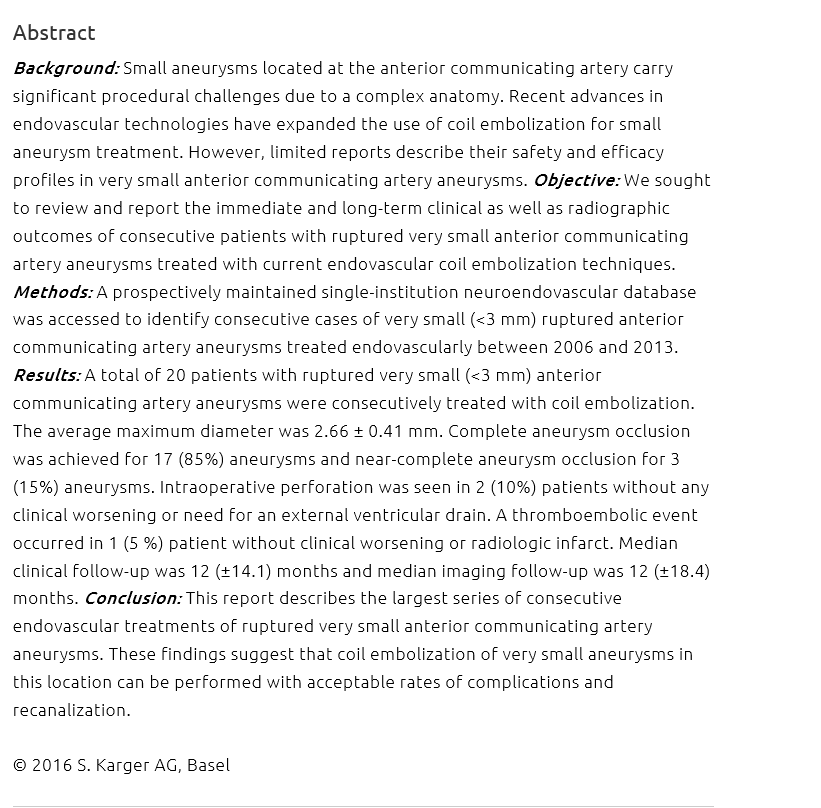 Abstract
Background: Small aneurysms located at the anterior communicating artery carry
significant procedural challenges due to a complex anatomy. Recent advances in
endovascular technologies have expanded the use of coil embolization for small
aneurysm treatment. However, limited reports describe their safety and efficacy
profiles in very small anterior communicating artery aneurysms. Objective: We sought
to review and report the immediate and long-term clinical as well as radiographic
outcomes of consecutive patients with ruptured very small anterior communicating
artery aneurysms treated with current endovascular coil embolization techniques.
Methods: A prospectively maintained single-institution neuroendovascular database
was accessed to identify consecutive cases of very small (<3 mm) ruptured anterior
communicating artery aneurysms treated endovascularly between 2006 and 2013.
Results: A total of 20 patients with ruptured very small (<3 mm) anterior
communicating artery aneurysms were consecutively treated with coil embolization.
The average maximum diameter was 2.66 ± 0.41 mm. Complete aneurysm occlusion
was achieved for 17 (85%) aneurysms and near-complete aneurysm occlusion for 3
(15%) aneurysms. Intraoperative perforation was seen in 2 (10%) patients without any
clinical worsening or need for an external ventricular drain. A thromboembolic event
occurred in 1 (5 %) patient without clinical worsening or radiologic infarct. Median
clinical follow-up was 12 (±14.1) months and median imaging follow-up was 12 (±18.4)
months. Conclusion: This report describes the largest series of consecutive
endovascular treatments of ruptured very small anterior communicating artery
aneurysms. These findings suggest that coil embolization of very small aneurysms in
this location can be performed with acceptable rates of complications and
recanalization.
© 2016 S. Karger AG, Basel